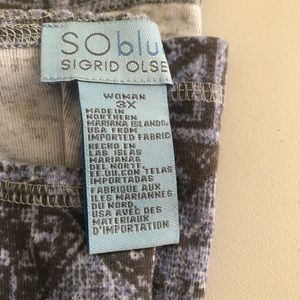 SOblu
SIGRID OLSE
WOMAN
3X
MADE IN
NORTHERN
MARIANA ISLANDS,
USA FROM
IMPORTED FABRIC
HECHO EN
LAS ISLAS
MARIANAS
DEL NORTE,
EE.UU.CON TELAS
IMPORTADAS
FABRIQUE AUX
ILES MARIANNES
DU NORD,
USA AVEC DES
MATERIAUX
D'IMPORTATION